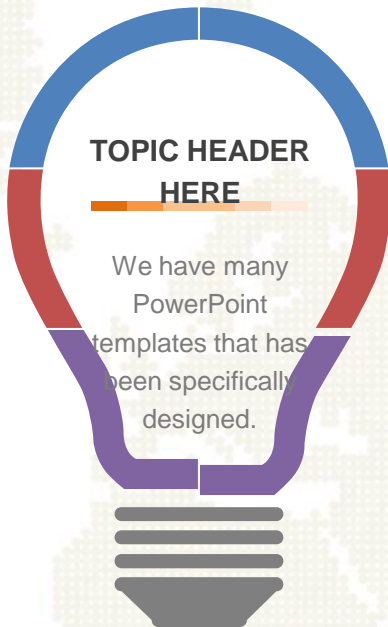 TOPIC HEADER
HERE
We have many
PowerPoint
templates that has
been specifically
designed.